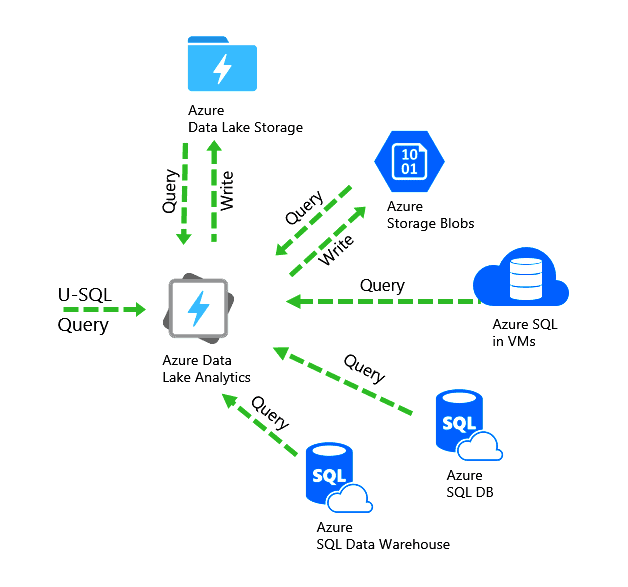 Azure
Data Lake Storage
Query
Write
10
01
Azure
Storage Blobs
Query
Write
Query
Azure SQL
in VMs
U-SQL
Query
Azure Data
Lake Analytics
Query
SQL
Azure
SQL DB
Query
SQL
Azure
SQL Data Warehouse